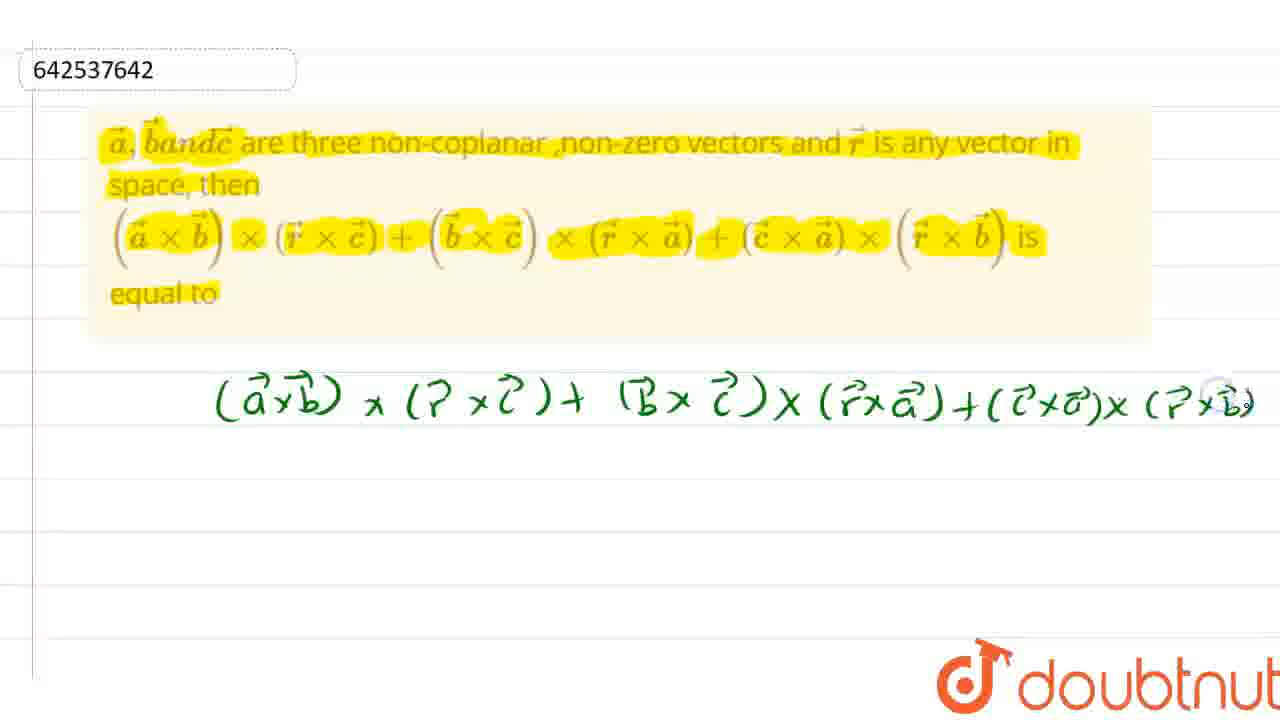 642537642
a⃗, b⃗andc⃗ are three non-coplanar ,non-zero vectors and r⃗ is any vector in
space, then
(a⃗ × b⃗) × (r⃗ × c⃗) + (b⃗ × c⃗) × (r⃗ × a⃗) + (c⃗ × a⃗) × (r⃗ × b⃗) is
equal to
(a⃗×b⃗) × (r⃗ × c⃗) + (b⃗ × c⃗) × (r⃗ × a⃗) + (c⃗ × a⃗) × (r⃗ × b⃗)
doubtnut